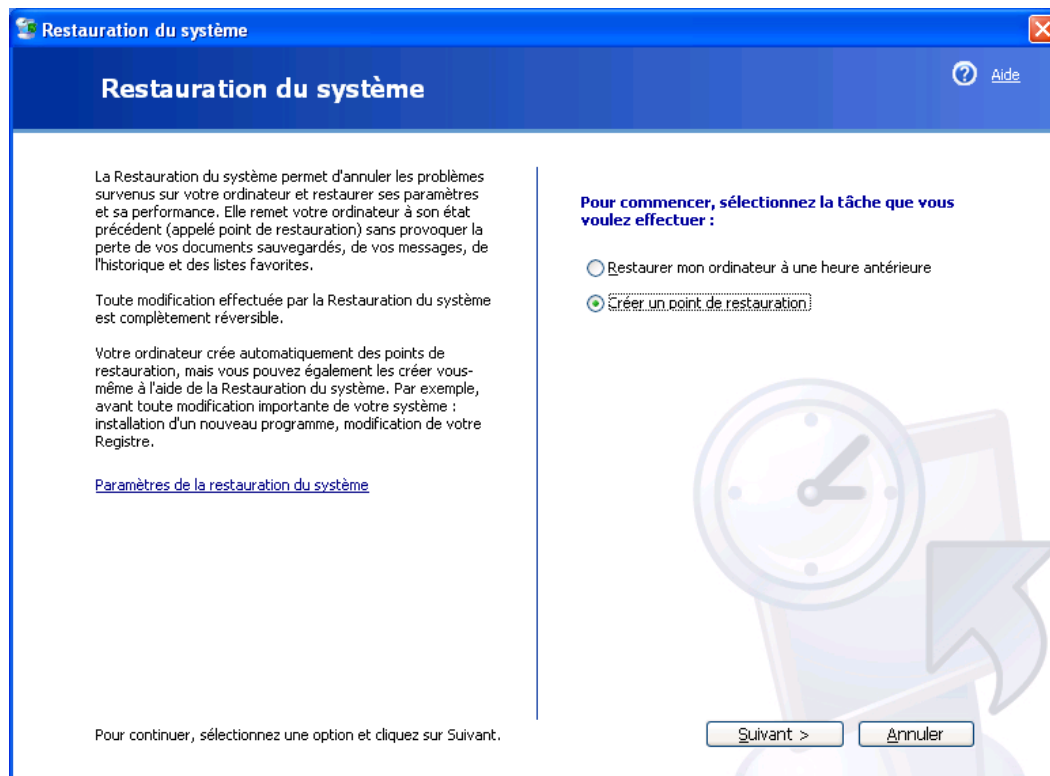 Restauration du système
Restauration du système
Aide
La Restauration du système permet d'annuler les problèmes
survenus sur votre ordinateur et restaurer ses paramètres
et sa performance. Elle remet votre ordinateur à son état
précédent (appelé point de restauration) sans provoquer la
perte de vos documents sauvegardés, de vos messages, de
l'historique et des listes favorites.
Toute modification effectuée par la Restauration du système
est complètement réversible.
Votre ordinateur crée automatiquement des points de
restauration, mais vous pouvez également les créer vous-
même à l'aide de la Restauration du système. Par exemple,
avant toute modification importante de votre système :
installation d'un nouveau programme, modification de votre
Registre.
Paramètres de la restauration du système
Pour commencer, sélectionnez la tâche que vous
voulez effectuer :
Restaurer mon ordinateur à une heure antérieure
Créer un point de restauration
Pour continuer, sélectionnez une option et cliquez sur Suivant.
Suivant >
Annuler